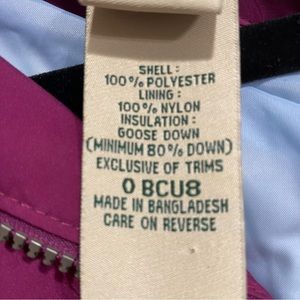 SHELL :
100% POLYESTER
LINING :
100% NYLON
INSULATION :
GOOSE DOWN
(MINIMUM 80% DOWN)
EXCLUSIVE OF TRIMS
O BCU8
MADE IN BANGLADESH
CARE ON REVERSE